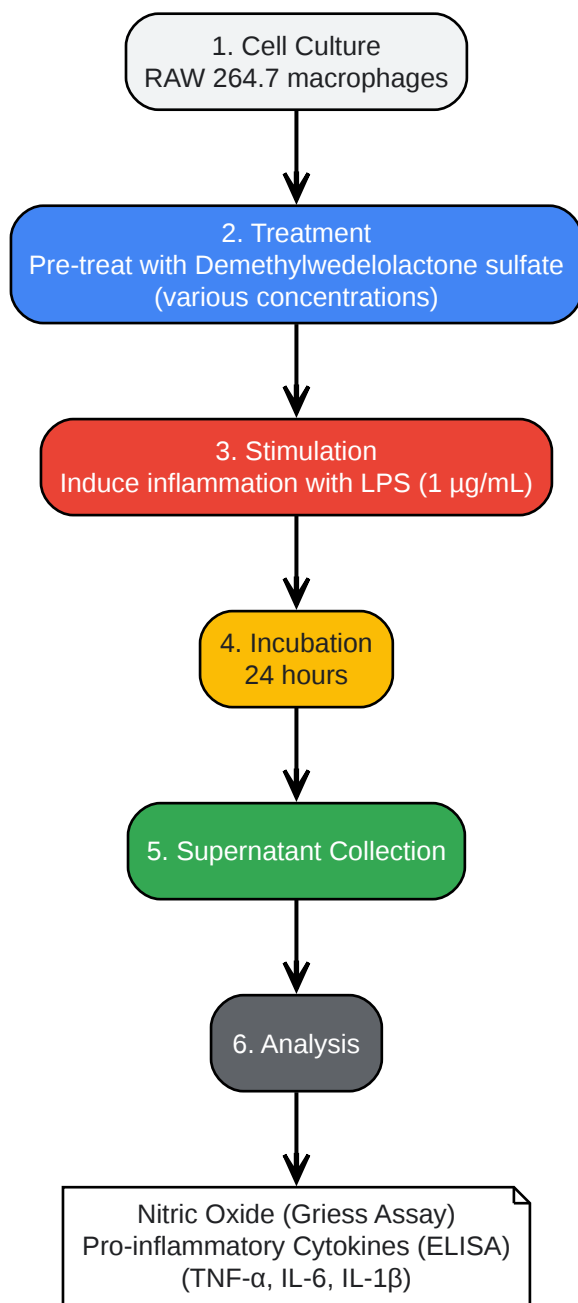 1. Cell Culture
RAW 264.7 macrophages
2. Treatment
Pre-treat with Demethylwedelolactone sulfate
(various concentrations)
3. Stimulation
Induce inflammation with LPS (1 µg/mL)
4. Incubation
24 hours
5. Supernatant Collection
6. Analysis
Nitric Oxide (Griess Assay)
Pro-inflammatory Cytokines (ELISA)
(TNF-α, IL-6, IL-1β)